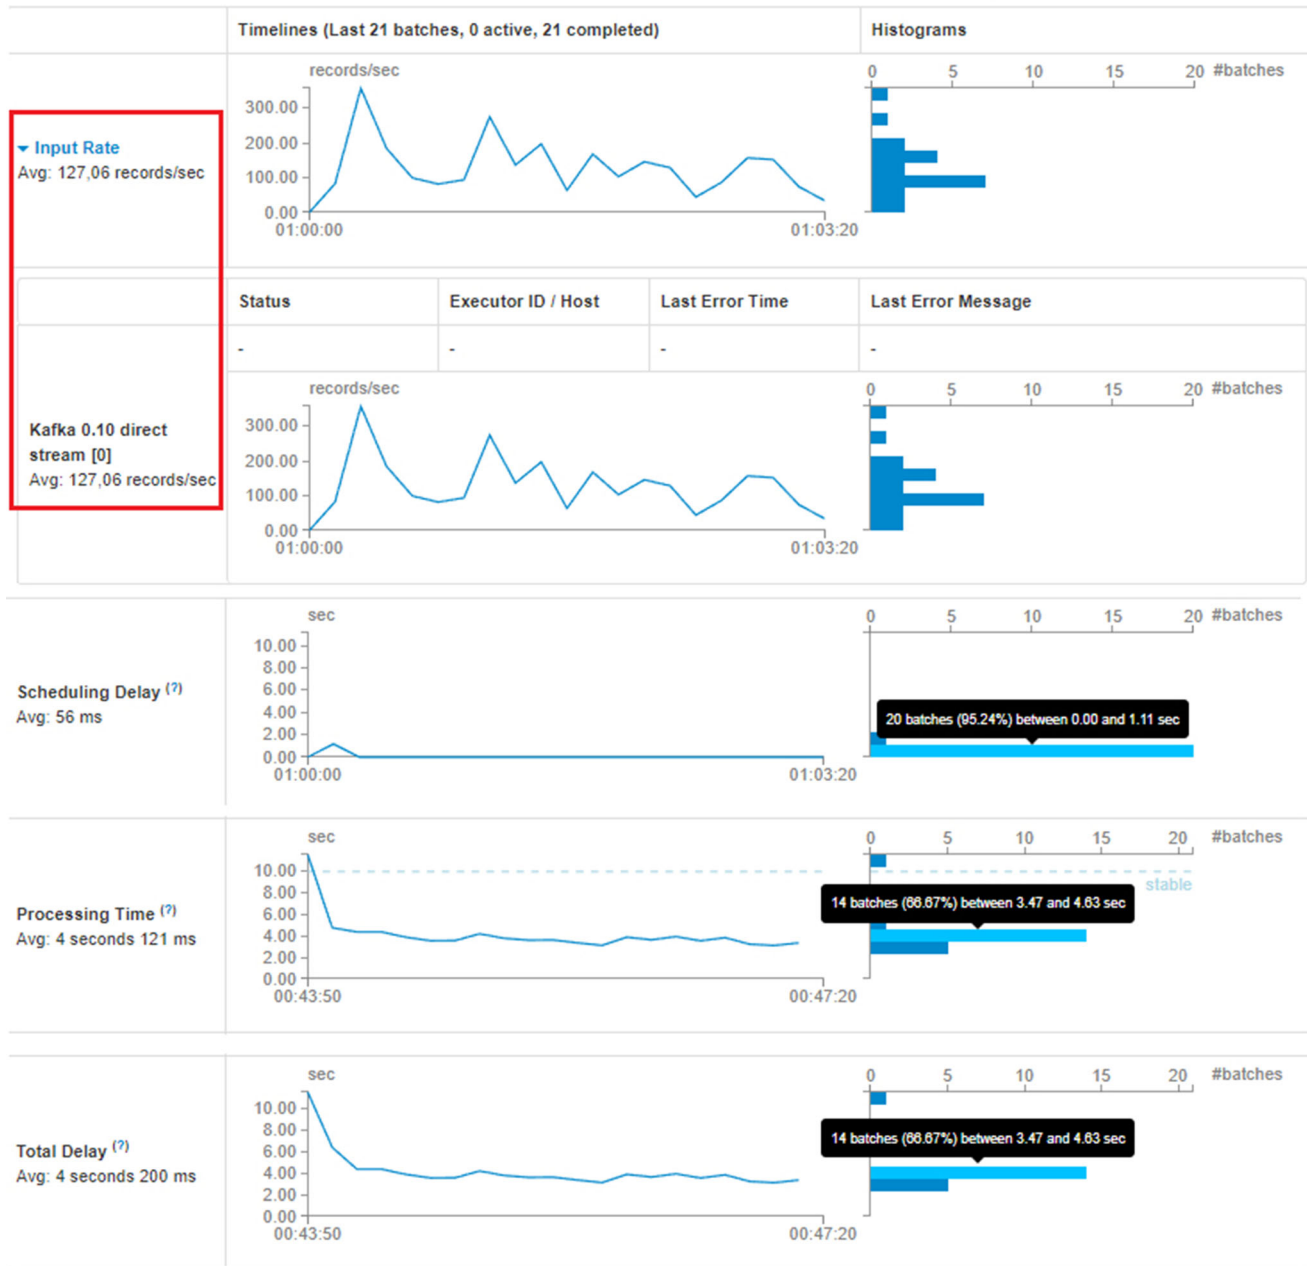 Timelines (Last 21 batches, 0 active, 21 completed)
Histograms
Input Rate
Avg: 127,06 records/sec
records/sec
300.00
200.00
100.00
0.00
01:00:00
01:03:20
0 5 10 15 20 #batches
Status
Executor ID / Host
Last Error Time
Last Error Message
-
-
-
-
Kafka 0.10 direct
stream [0]
Avg: 127,06 records/sec
records/sec
300.00
200.00
100.00
0.00
01:00:00
01:03:20
0 5 10 15 20 #batches
Scheduling Delay (?)
Avg: 56 ms
sec
10.00
8.00
6.00
4.00
2.00
0.00
01:00:00
01:03:20
0 5 10 15 20 #batches
20 batches (95.24%) between 0.00 and 1.11 sec
Processing Time (?)
Avg: 4 seconds 121 ms
sec
10.00
8.00
6.00
4.00
2.00
0.00
00:43:50
00:47:20
0 5 10 15 20 #batches
stable
14 batches (66.67%) between 3.47 and 4.63 sec
Total Delay (?)
Avg: 4 seconds 200 ms
sec
10.00
8.00
6.00
4.00
2.00
0.00
00:43:50
00:47:20
0 5 10 15 20 #batches
14 batches (66.67%) between 3.47 and 4.63 sec